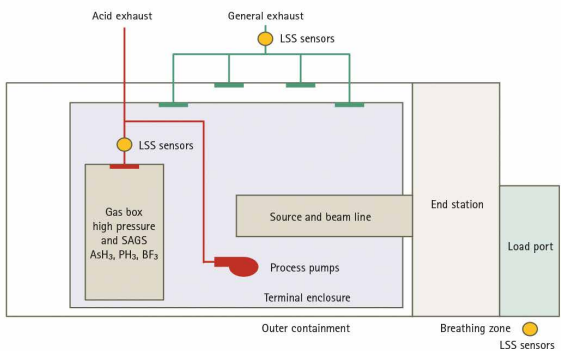 Acid exhaust
General exhaust
LSS sensors
LSS sensors
Gas box
high pressure
and SAGS
AsH₃, PH₃, BF₃
Source and beam line
End station
Load port
Process pumps
Terminal enclosure
Outer containment
Breathing zone
LSS sensors